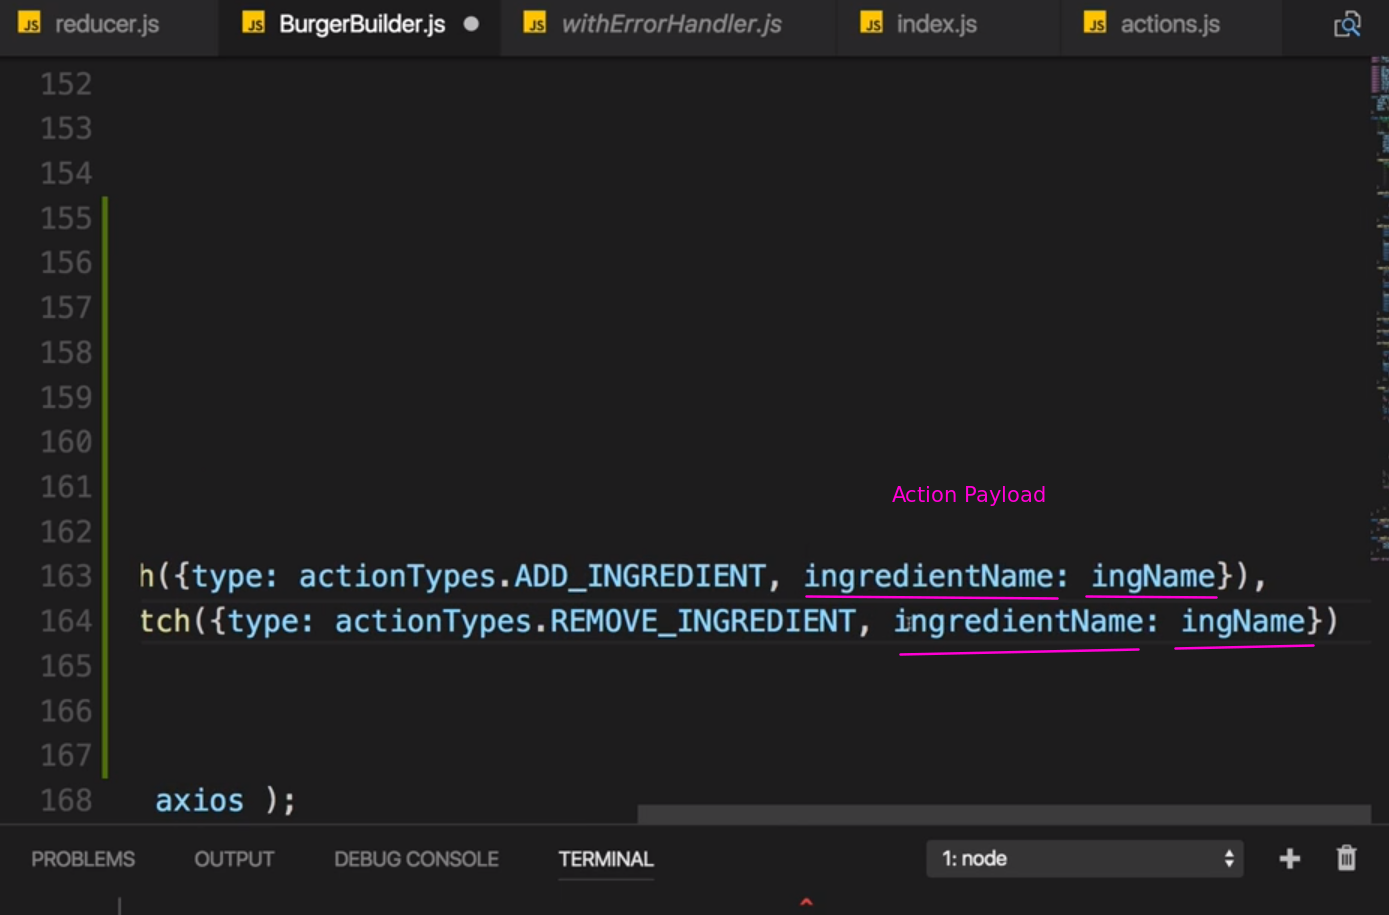 JS reducer.js JS BurgerBuilder.js JS withErrorHandler.js JS index.js JS actions.js
152
153
154
155
156
157
158
159
160
161
Action Payload
162
163 h({type: actionTypes.ADD_INGREDIENT, ingredientName: ingName}),
164 tch({type: actionTypes.REMOVE_INGREDIENT, ingredientName: ingName})
165
166
167
168 axios );
PROBLEMS OUTPUT DEBUG CONSOLE TERMINAL 1: node